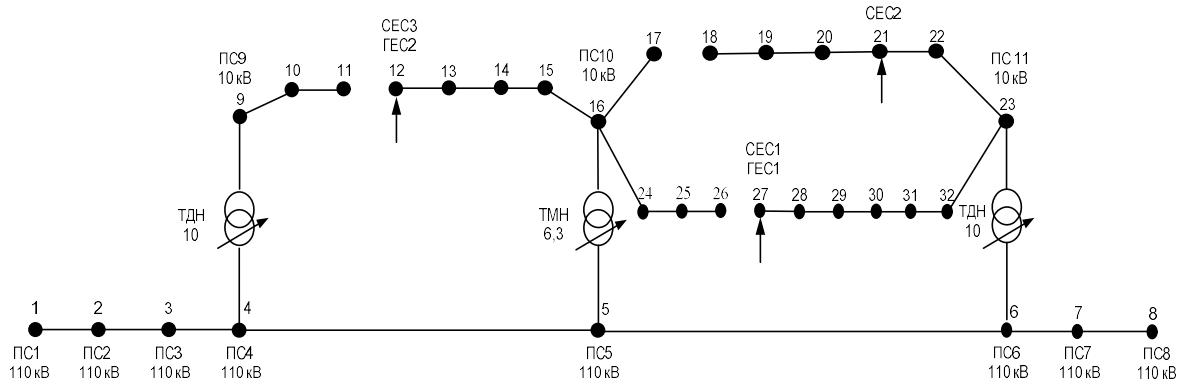 СЕС3
ГЕС2
СЕС2
ПС9
10 кВ
10
11
12
13
14
15
ПС10
10 кВ
17
18
19
20
21
22
ПС 11
10 кВ
9
16
23
СЕС1
ГЕС1
24
25
26
27
28
29
30
31
32
ТДН
10
ТМН
6,3
ТДН
10
1
2
3
4
5
6
7
8
ПС1
110 кВ
ПС2
110 кВ
ПС3
110 кВ
ПС4
110 кВ
ПС5
110 кВ
ПС6
110 кВ
ПС7
110 кВ
ПС8
110 кВ